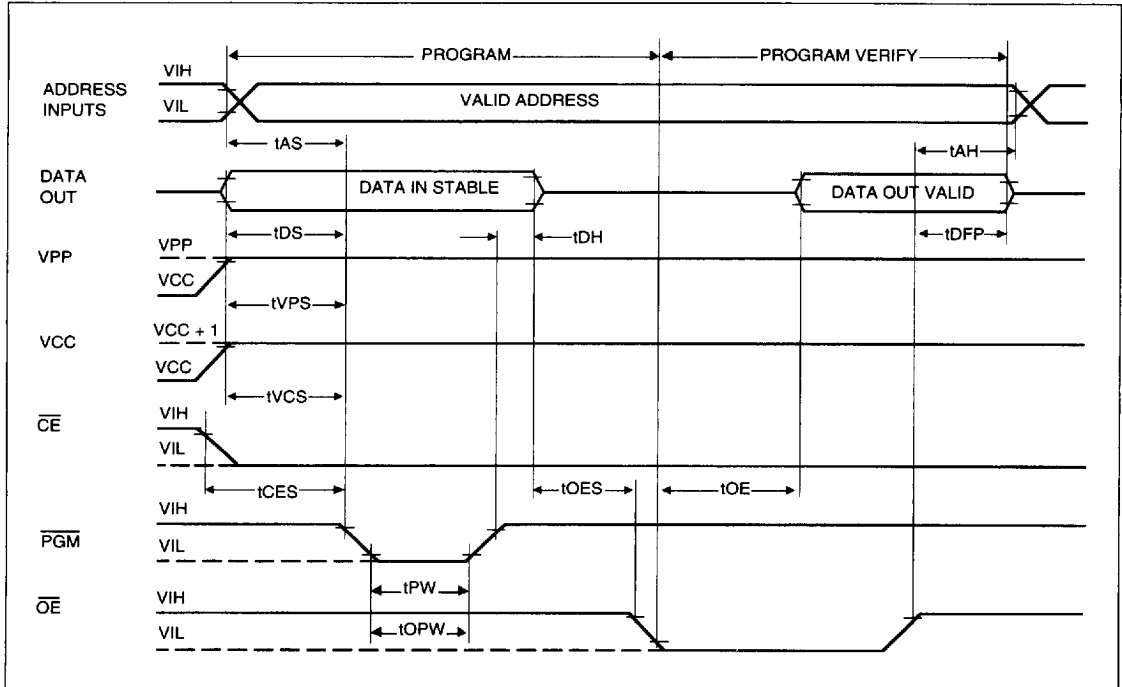 PROGRAM PROGRAM VERIFY
ADDRESS INPUTS VIH VIL VALID ADDRESS
tAS tAH
DATA OUT DATA IN STABLE DATA OUT VALID
tDS tDH tDFP
VPP VPP VCC
tVPS
VCC VCC + 1 VCC
tVCS
CE VIH VIL
tCES tOES tOE
PGM VIH VIL
tPW
OE VIH VIL
tOPW